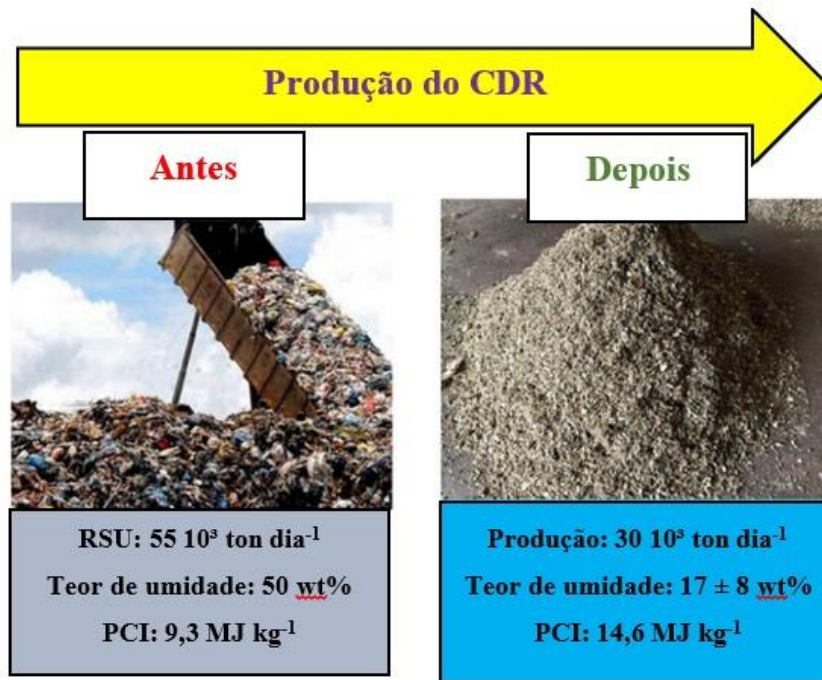 Produção do CDR
Antes
Depois
RSU: 55 10³ ton dia⁻¹
Teor de umidade: 50 wt%
PCI: 9,3 MJ kg⁻¹
Produção: 30 10³ ton dia⁻¹
Teor de umidade: 17 ± 8 wt%
PCI: 14,6 MJ kg⁻¹